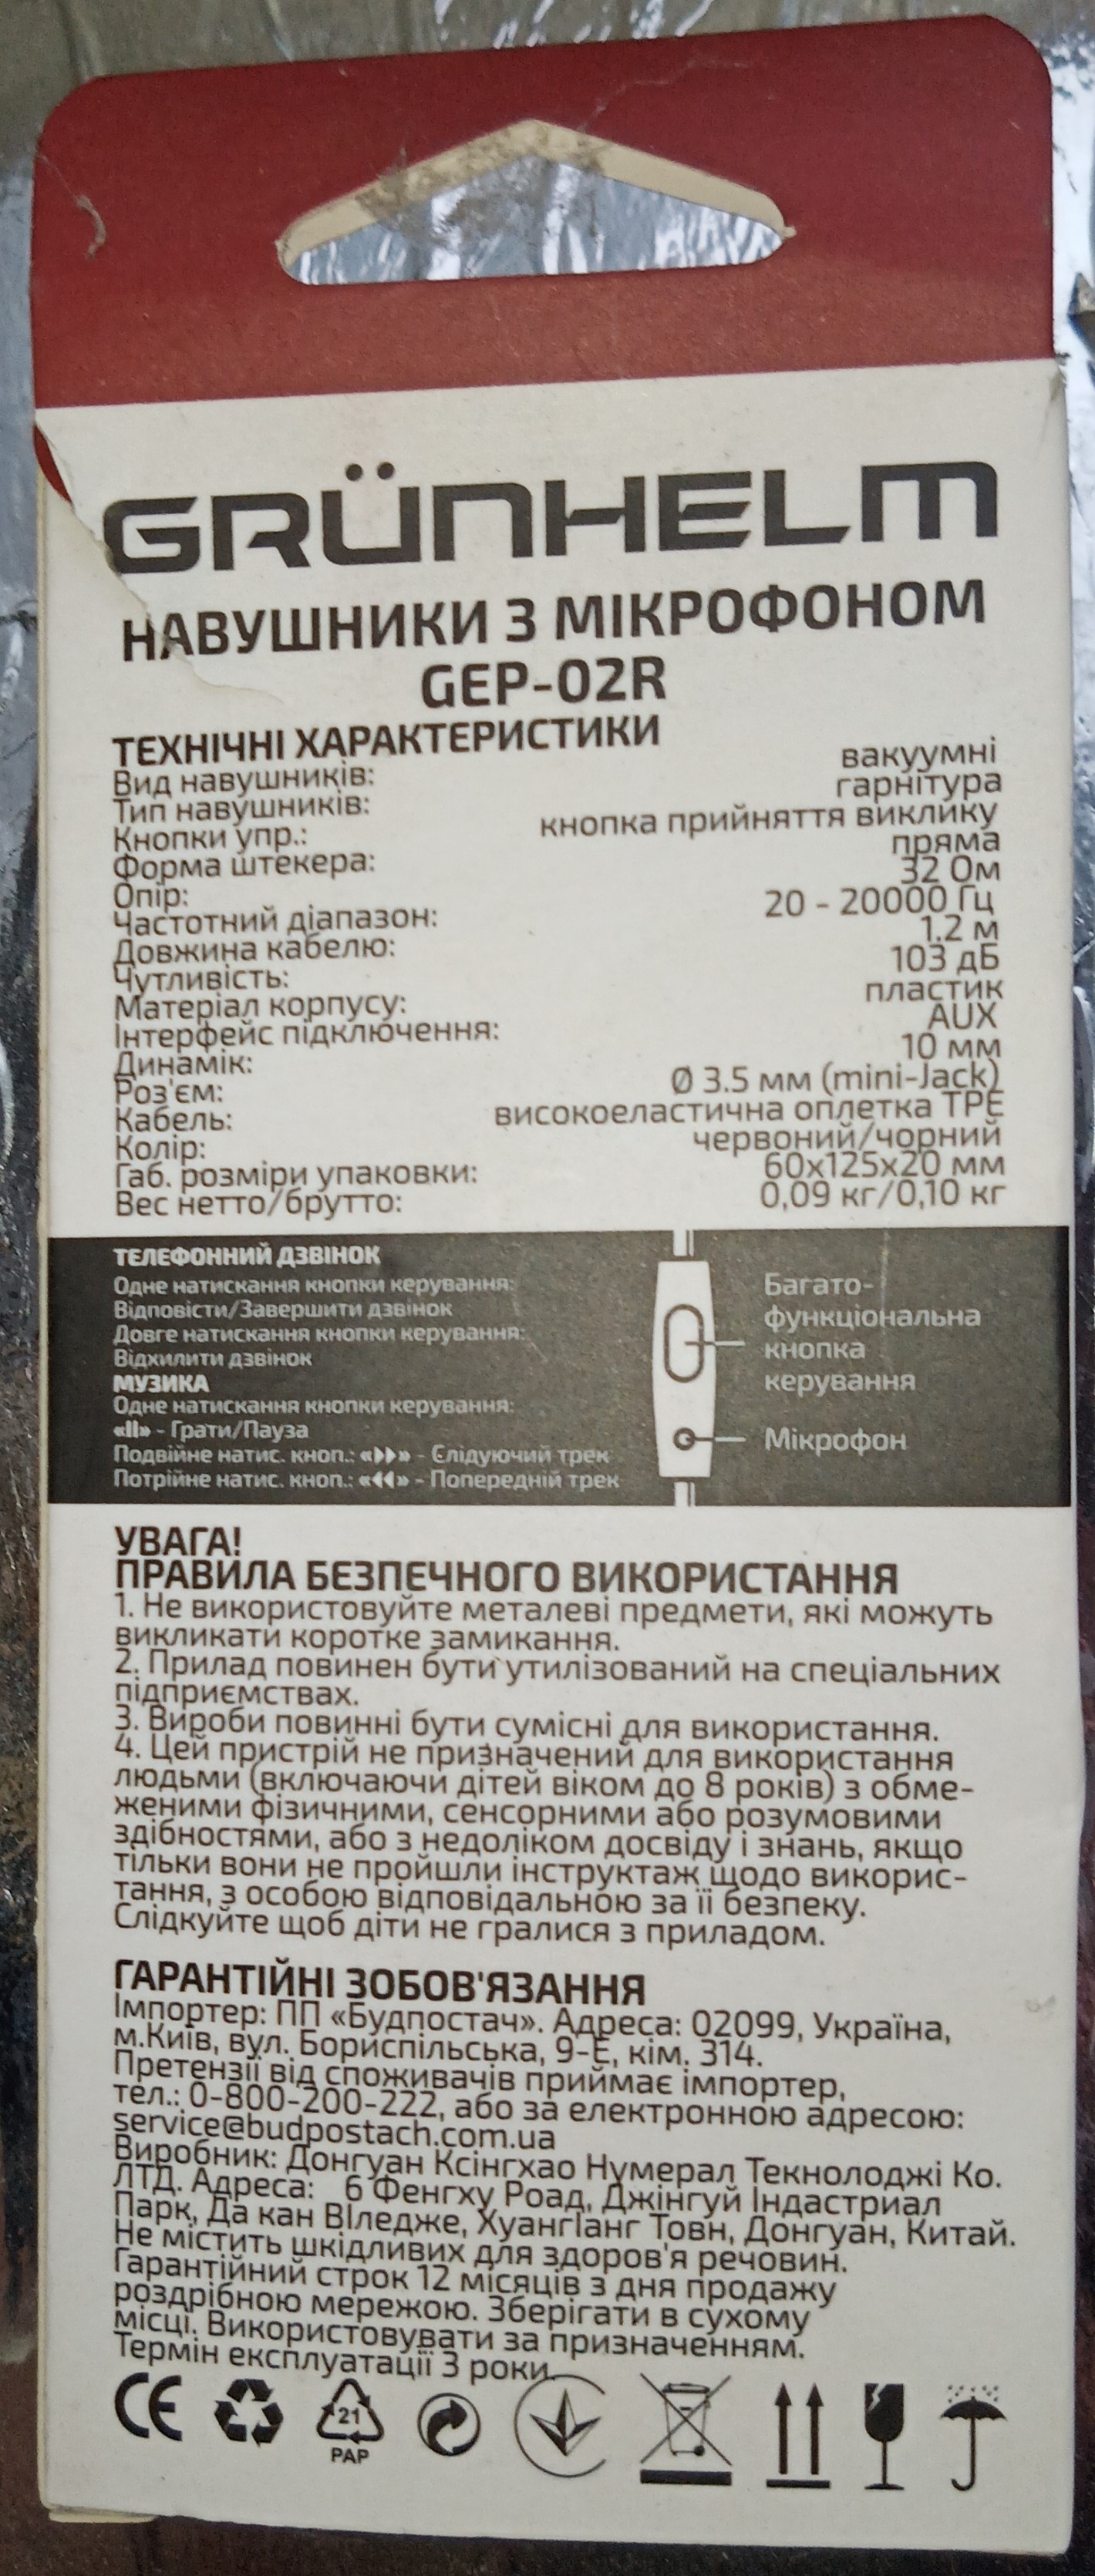 GRÜNHELM
НАВУШНИКИ З МІКРОФОНОМ
GEP-02R
ТЕХНІЧНІ ХАРАКТЕРИСТИКИ
Вид навушників: вакуумні
Тип навушників: гарнітура
Кнопки упр.: кнопка прийняття виклику
Форма штекера: пряма
Опір: 32 Ом
Частотний діапазон: 20 - 20000 Гц
Довжина кабелю: 1.2 м
Чутливість: 103 дБ
Матеріал корпусу: пластик
Інтерфейс підключення: AUX
Динамік: 10 мм
Роз'єм: Ø 3.5 мм (mini-Jack)
Кабель: високоеластична оплетка TPE
Колір: червоний/чорний
Габ. розміри упаковки: 60х125х20 мм
Вес нетто/брутто: 0,09 кг/0,10 кг
ТЕЛЕФОННИЙ ДЗВІНОК
Одне натискання кнопки керування:
Відповісти/Завершити дзвінок
Довге натискання кнопки керування:
Відхилити дзвінок
МУЗИКА
Одне натискання кнопки керування:
«II» - Грати/Пауза
Подвійне натис. кноп.: «▶▶» - Слідуючий трек
Потрійне натис. кноп.: «◀◀» - Попередній трек
Багато-
функціональна
кнопка
керування
Мікрофон
УВАГА!
ПРАВИЛА БЕЗПЕЧНОГО ВИКОРИСТАННЯ
1. Не використовуйте металеві предмети, які можуть
викликати коротке замикання.
2. Прилад повинен бути утилізований на спеціальних
підприємствах.
3. Вироби повинні бути сумісні для використання.
4. Цей пристрій не призначений для використання
людьми (включаючи дітей віком до 8 років) з обме-
женими фізичними, сенсорними або розумовими
здібностями, або з недоліком досвіду і знань, якщо
тільки вони не пройшли інструктаж щодо викорис-
тання, з особою відповідальною за її безпеку.
Слідкуйте щоб діти не гралися з приладом.
ГАРАНТІЙНІ ЗОБОВ'ЯЗАННЯ
Імпортер: ПП «Будпостач». Адреса: 02099, Україна,
м.Київ, вул. Бориспільська, 9-Е, кім. 314.
Претензії від споживачів приймає імпортер,
тел.: 0-800-200-222, або за електронною адресою:
service@budpostach.com.ua
Виробник: Донгуан Ксінгхао Нумерал Текнолоджі Ко.
ЛТД. Адреса: 6 Фенгху Роад, Джінгуй Індастриал
Парк, Да кан ВІледже, ХуангІанг Товн, Донгуан, Китай.
Не містить шкідливих для здоров'я речовин.
Гарантійний строк 12 місяців з дня продажу
роздрібною мережою. Зберігати в сухому
місці. Використовувати за призначенням.
Термін експлуатації 3 роки.
CE
21
PAP